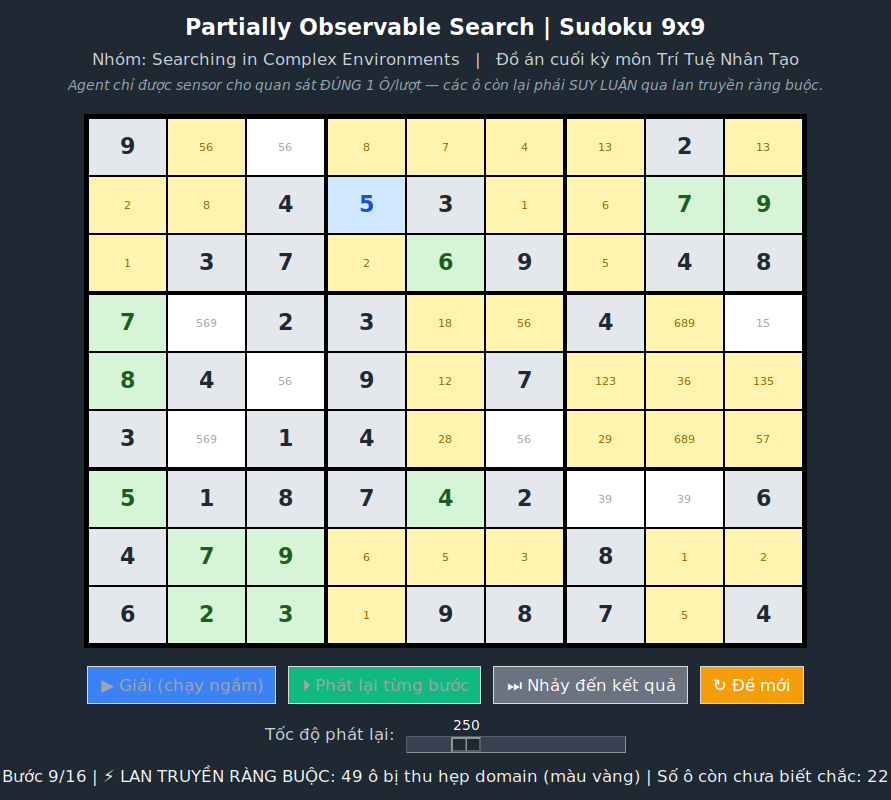 Partially Observable Search | Sudoku 9x9
Nhóm: Searching in Complex Environments | Đồ án cuối kỳ môn Trí Tuệ Nhân Tạo
Agent chỉ được sensor cho quan sát ĐÚNG 1 Ô/lượt — các ô còn lại phải SUY LUẬN qua lan truyền ràng buộc.
9 56 56 8 7 4 13 2 13
2 8 4 5 3 1 6 7 9
1 3 7 2 6 9 5 4 8
7 569 2 3 18 56 4 689 15
8 4 56 9 12 7 123 36 135
3 569 1 4 28 56 29 689 57
5 1 8 7 4 2 39 39 6
4 7 9 6 5 3 8 1 2
6 2 3 1 9 8 7 5 4
▶ Giải (chạy ngầm) ⏵ Phát lại từng bước ⏭ Nhảy đến kết quả ↻ Đề mới
250
Tốc độ phát lại:
Bước 9/16 | ⚡ LAN TRUYỀN RÀNG BUỘC: 49 ô bị thu hẹp domain (màu vàng) | Số ô còn chưa biết chắc: 22